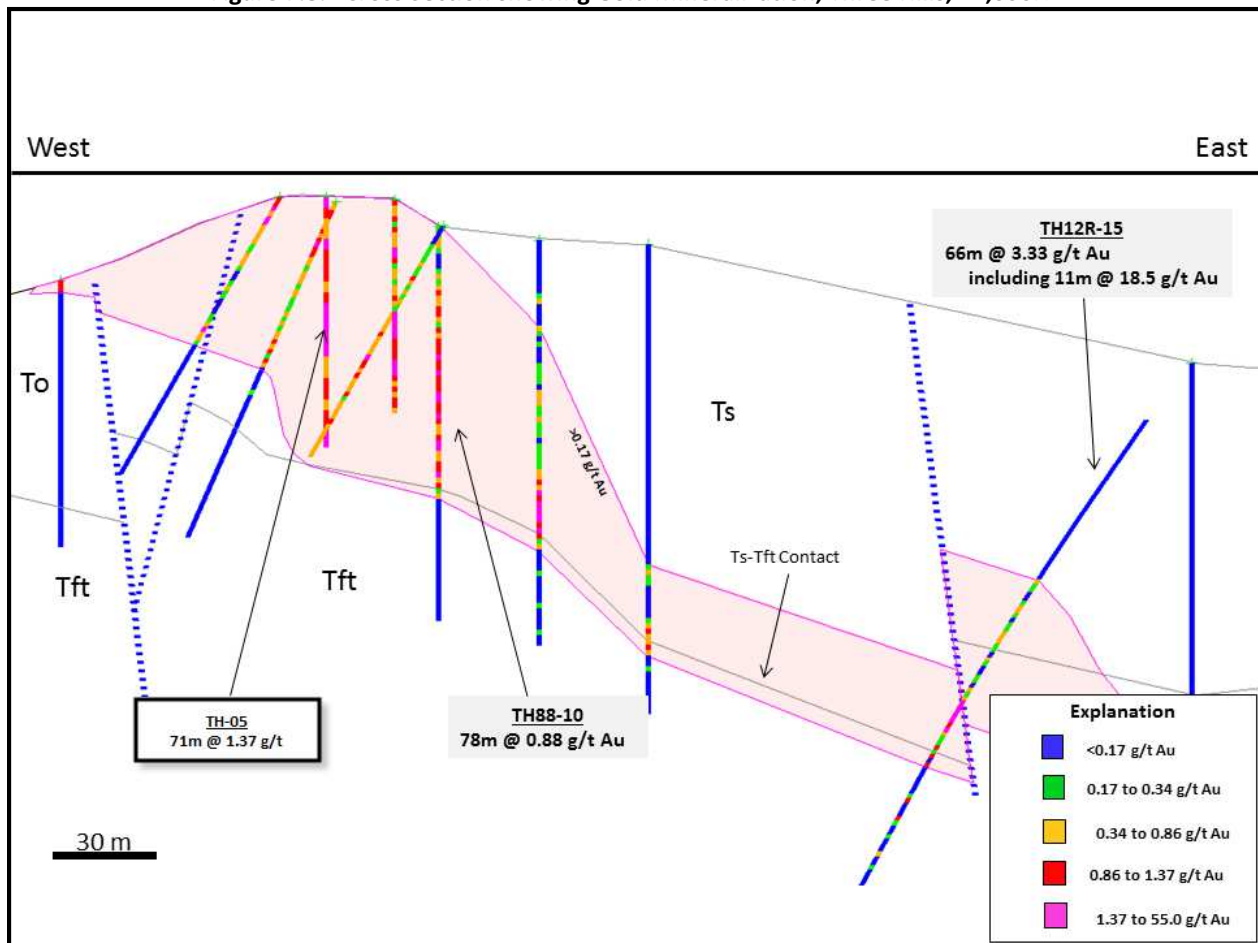 West
East
TH12R-15
66m @ 3.33 g/t Au
including 11m @ 18.5 g/t Au
To
Ts
>0.17 g/t Au
Ts-Tft Contact
Tft
Tft
TH-05
71m @ 1.37 g/t
TH88-10
78m @ 0.88 g/t Au
30 m
Explanation
<0.17 g/t Au
0.17 to 0.34 g/t Au
0.34 to 0.86 g/t Au
0.86 to 1.37 g/t Au
1.37 to 55.0 g/t Au